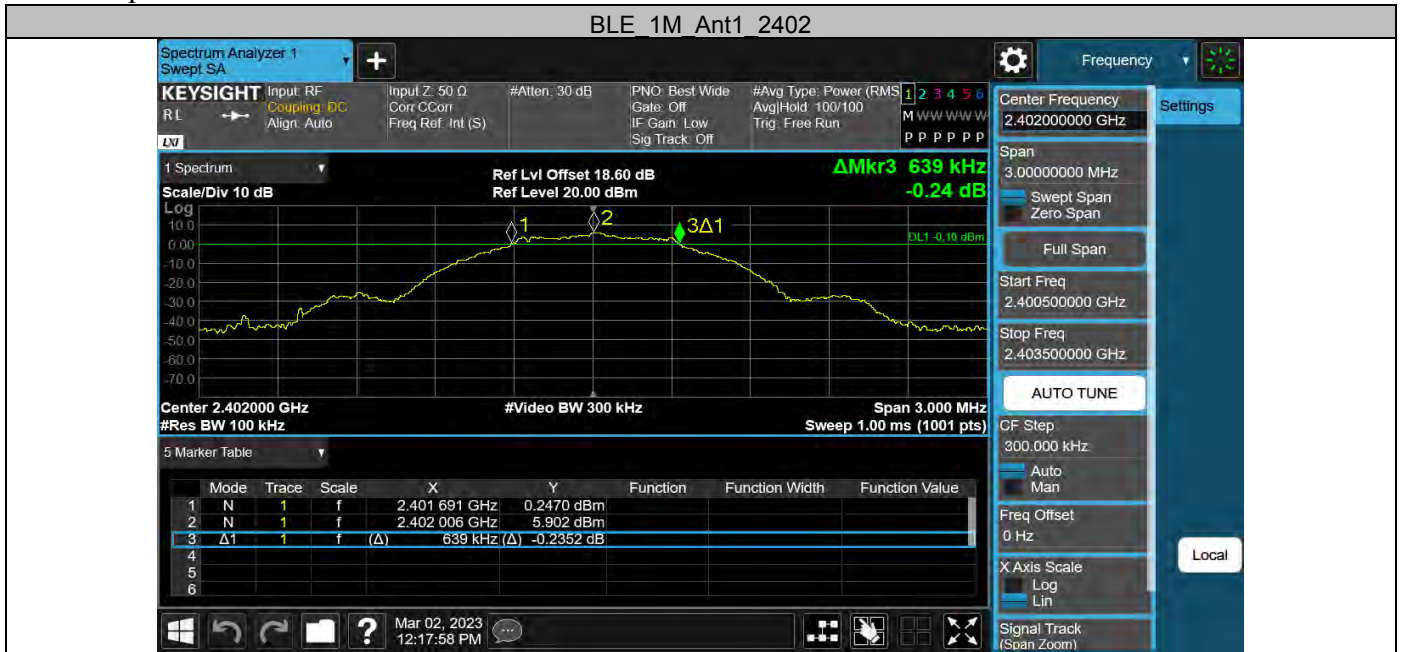 BLE_1M_Ant1_2402
Spectrum Analyzer 1
Swept SA
+
Frequency
KEYSIGHT
RL
LXI
Input: RF
Coupling: DC
Align: Auto
Input Z: 50 Ω
Corr CCorr
Freq Ref: Int (S)
#Atten: 30 dB
PNO: Best Wide
Gate: Off
IF Gain: Low
Sig Track: Off
#Avg Type: Power (RMS
Avg|Hold: 100/100
Trig: Free Run
1 2 3 4 5 6
M W W W W W
P P P P P P
1 Spectrum
Scale/Div 10 dB
Ref Lvl Offset 18.60 dB
Ref Level 20.00 dBm
ΔMkr3 639 kHz
-0.24 dB
Log
10.0
0.00
-10.0
-20.0
-30.0
-40.0
-50.0
-60.0
-70.0
1
2
3Δ1
DL1 -0.10 dBm
Center 2.402000 GHz
#Res BW 100 kHz
#Video BW 300 kHz
Span 3.000 MHz
Sweep 1.00 ms (1001 pts)
5 Marker Table
Mode Trace Scale X Y Function Function Width Function Value
1 N 1 f 2.401 691 GHz 0.2470 dBm
2 N 1 f 2.402 006 GHz 5.902 dBm
3 Δ1 1 f (Δ) 639 kHz (Δ) -0.2352 dB
4
5
6
?
Mar 02, 2023
12:17:58 PM
Center Frequency
2.402000000 GHz
Span
3.00000000 MHz
Swept Span
Zero Span
Full Span
Start Freq
2.400500000 GHz
Stop Freq
2.403500000 GHz
AUTO TUNE
CF Step
300.000 kHz
Auto
Man
Freq Offset
0 Hz
X Axis Scale
Log
Lin
Signal Track
(Span Zoom)
Settings
Local